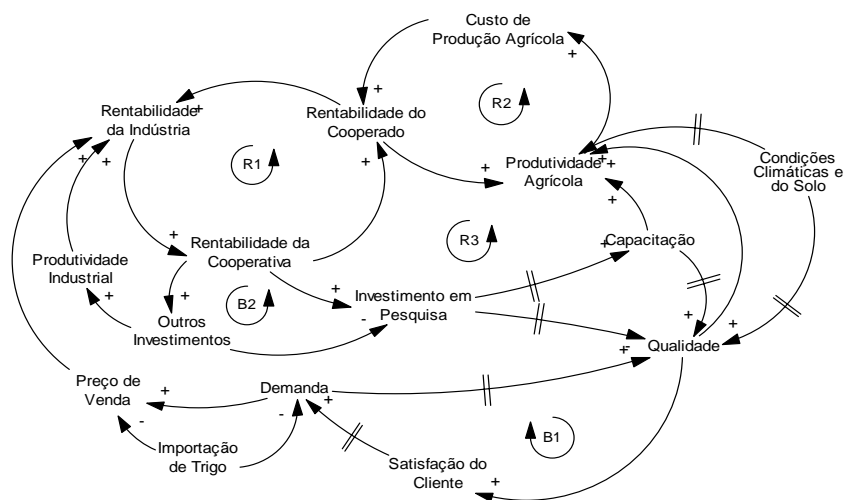 Custo de
Produção Agrícola
+
+
Rentabilidade
da Indústria
+
Rentabilidade do
Cooperado
R2
R1
+
+
+
+
Produtividade
Agrícola
+
+
+
Condições
Climáticas e
do Solo
+
Produtividade
Industrial
+
Rentabilidade da
Cooperativa
R3
+
Capacitação
+
+
B2
+
Investimento em
Pesquisa
-
Outros
Investimentos
+
+
Qualidade
+
-
Preço de
Venda
+
Demanda
+
-
-
Importação
de Trigo
B1
Satisfação do
Cliente
+